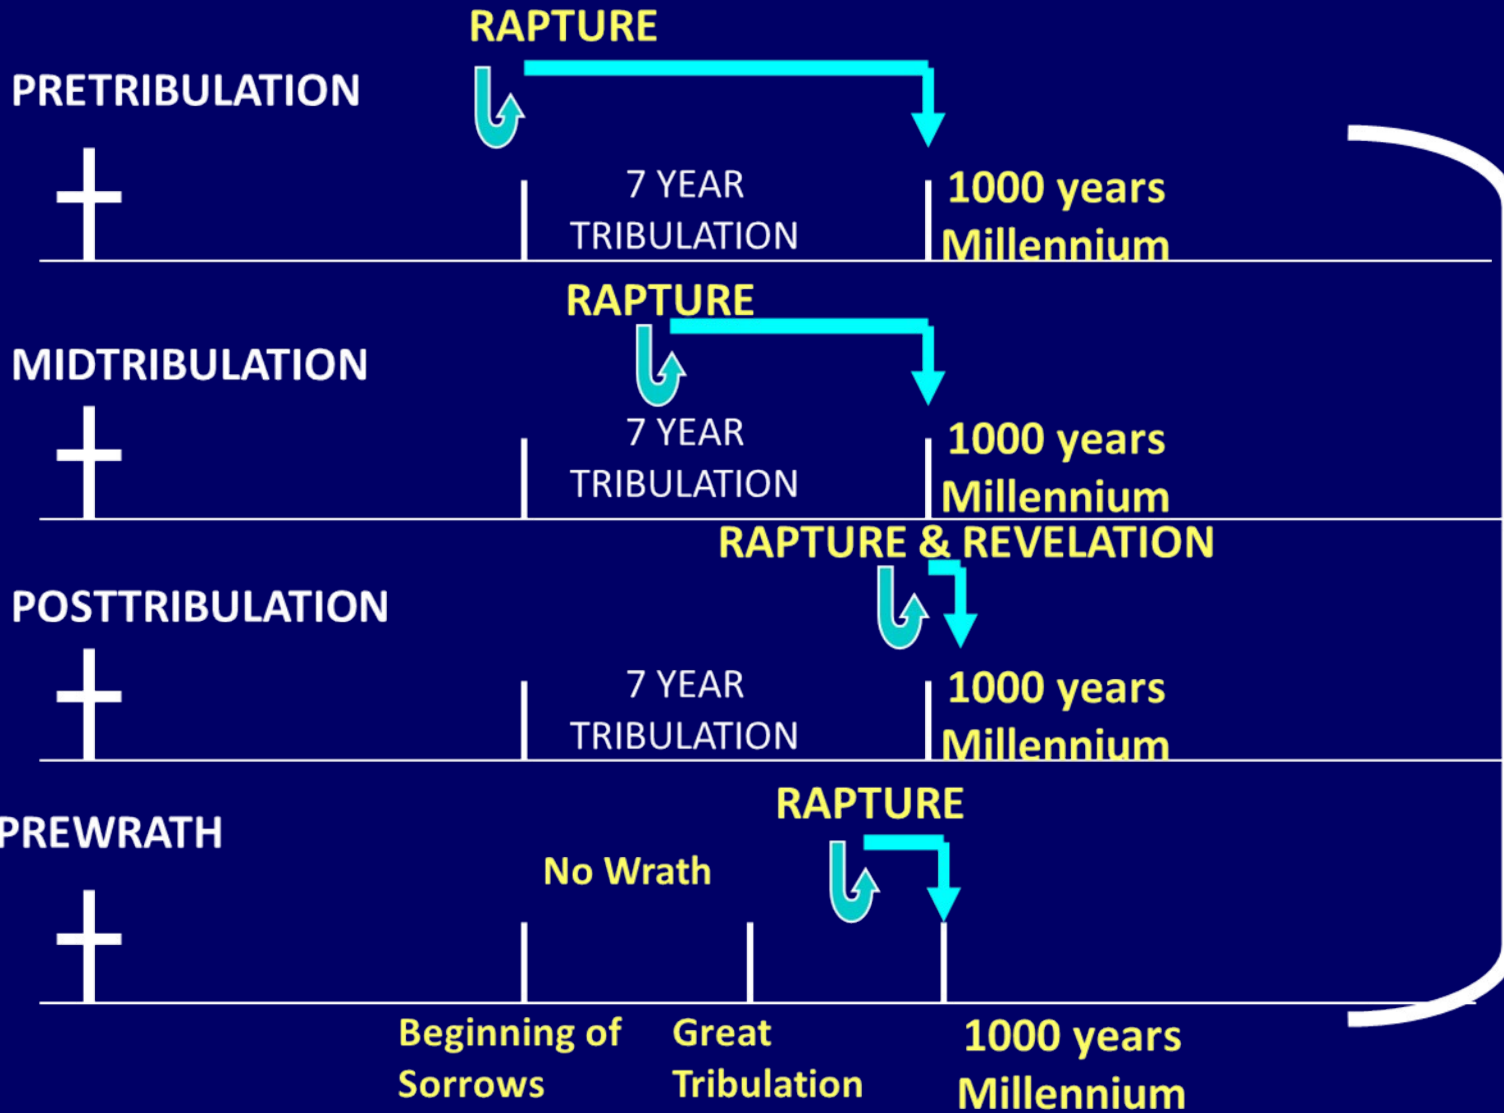 RAPTURE
PRETRIBULATION
7 YEAR
TRIBULATION
1000 years
Millennium
RAPTURE
MIDTRIBULATION
7 YEAR
TRIBULATION
1000 years
Millennium
RAPTURE & REVELATION
POSTTRIBULATION
7 YEAR
TRIBULATION
1000 years
Millennium
RAPTURE
PREWRATH
No Wrath
Beginning of
Sorrows
Great
Tribulation
1000 years
Millennium